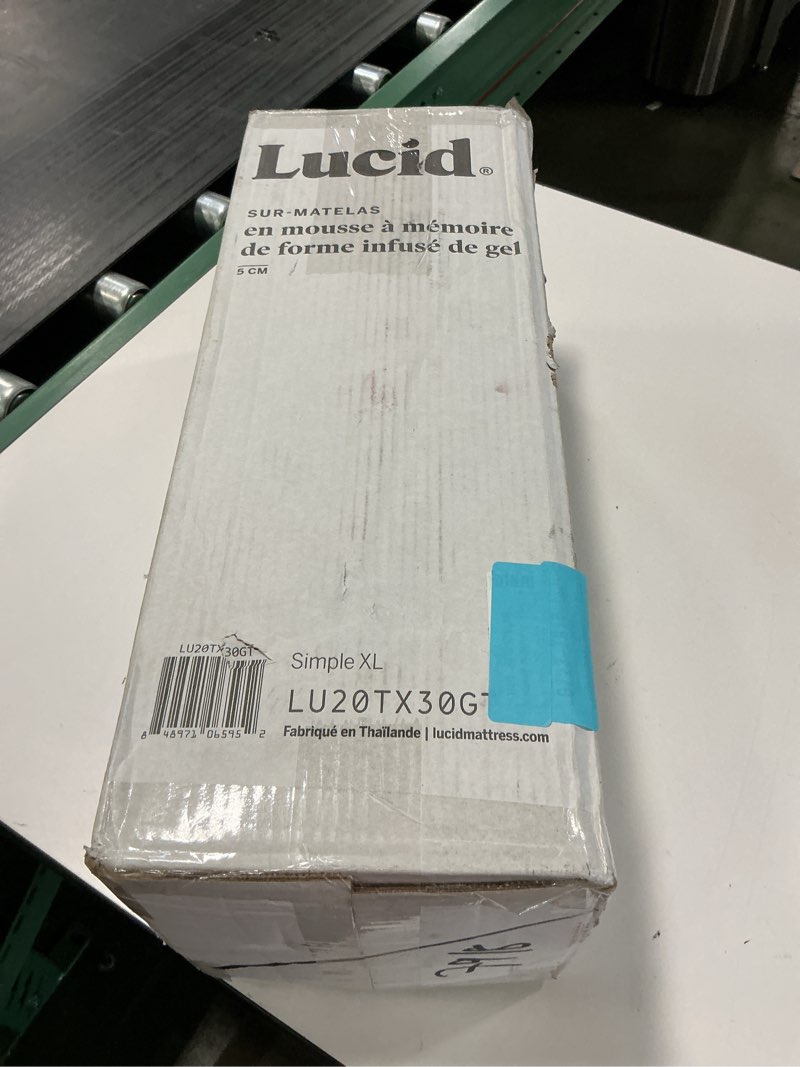 Lucid®
SUR-MATELAS
en mousse à mémoire
de forme infusé de gel
5 CM
LU20TX30GT
Simple XL
LU20TX30GT
8 48971 06595 2
Fabriqué en Thaïlande | lucidmattress.com